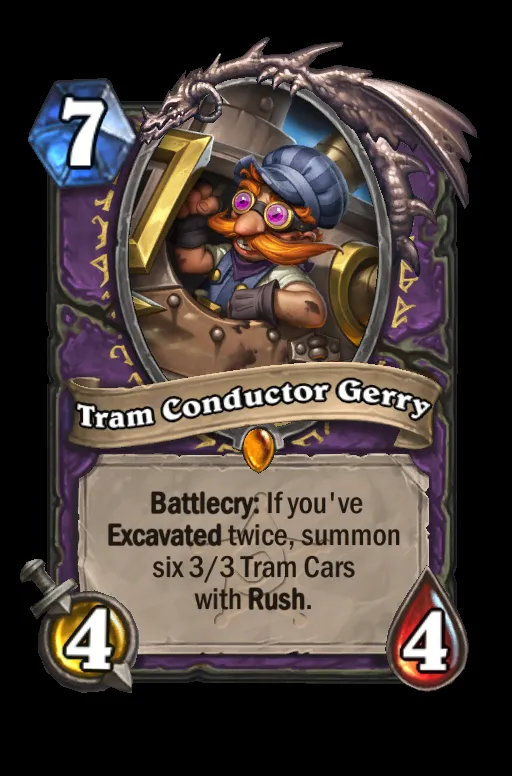 7
Tram Conductor Gerry
Battlecry: If you've
Excavated twice, summon
six 3/3 Tram Cars
with Rush.
4
4